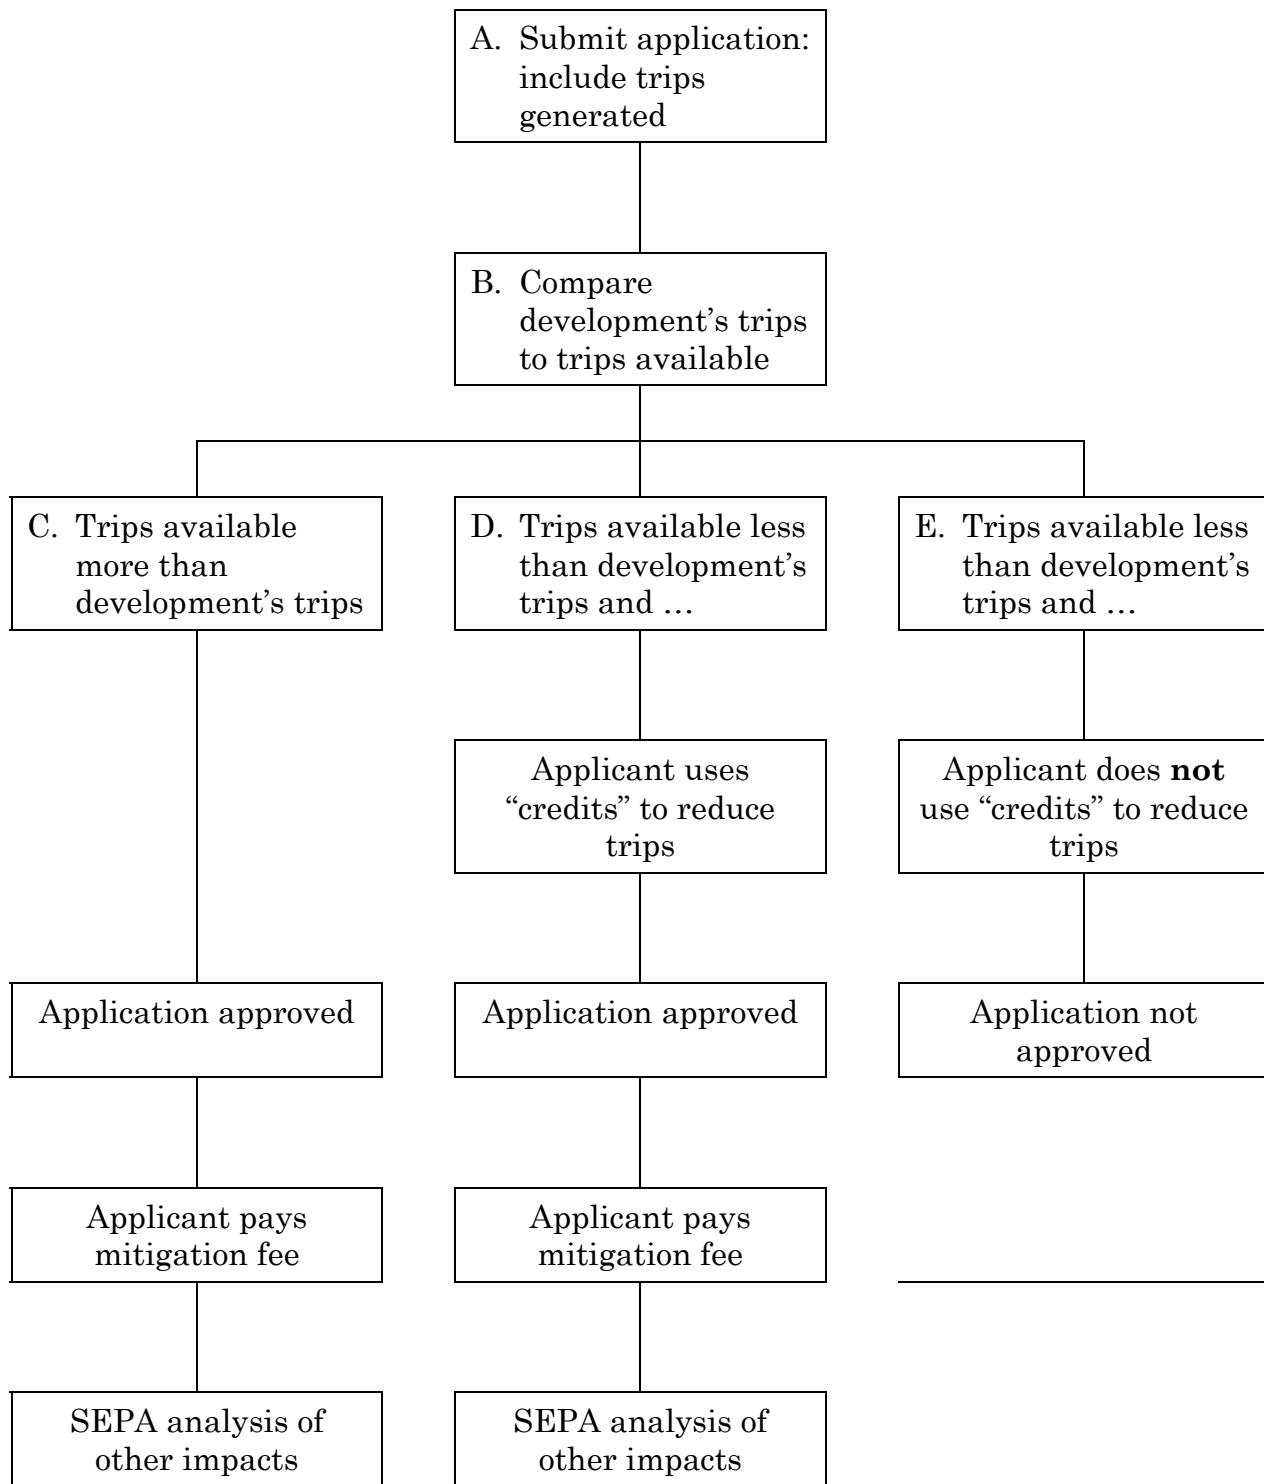 A. Submit application:
include trips
generated
B. Compare
development’s trips
to trips available
C. Trips available
more than
development’s trips
D. Trips available less
than development’s
trips and …
E. Trips available less
than development’s
trips and …
Applicant uses
“credits” to reduce
trips
Applicant does not
use “credits” to reduce
trips
Application approved
Application approved
Application not
approved
Applicant pays
mitigation fee
Applicant pays
mitigation fee
SEPA analysis of
other impacts
SEPA analysis of
other impacts